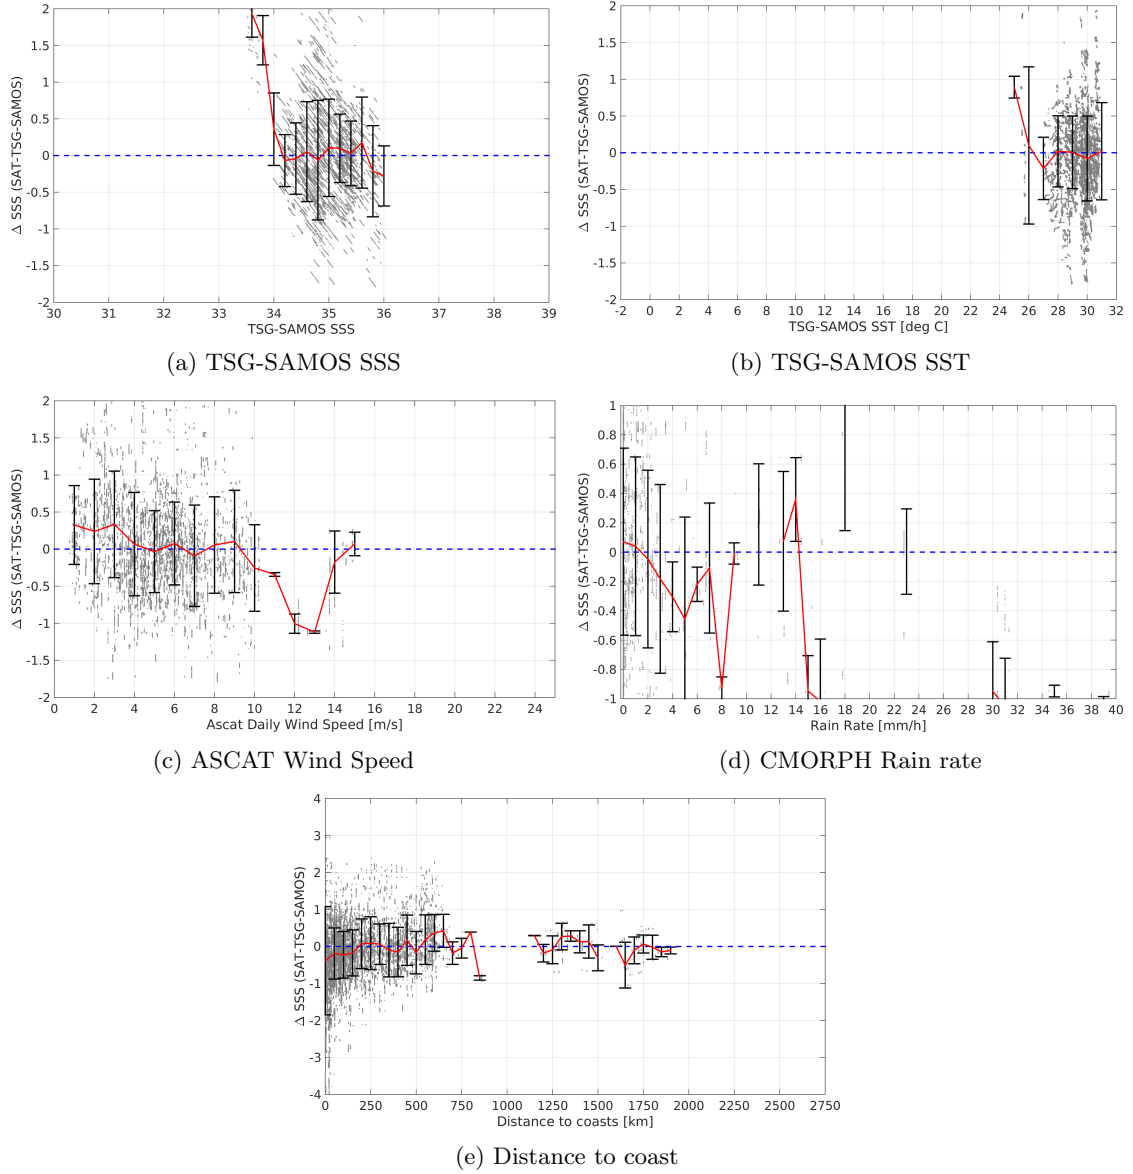 2
1.5
1
0.5
0
-0.5
-1
-1.5
-2
Δ SSS (SAT-TSG-SAMOS)
30 31 32 33 34 35 36 37 38 39
TSG-SAMOS SSS
(a) TSG-SAMOS SSS
2
1.5
1
0.5
0
-0.5
-1
-1.5
-2
Δ SSS (SAT-TSG-SAMOS)
-2 0 2 4 6 8 10 12 14 16 18 20 22 24 26 28 30 32
TSG-SAMOS SST [deg C]
(b) TSG-SAMOS SST
2
1.5
1
0.5
0
-0.5
-1
-1.5
-2
Δ SSS (SAT-TSG-SAMOS)
0 2 4 6 8 10 12 14 16 18 20 22 24
Ascat Daily Wind Speed [m/s]
(c) ASCAT Wind Speed
1
0.8
0.6
0.4
0.2
0
-0.2
-0.4
-0.6
-0.8
-1
Δ SSS (SAT-TSG-SAMOS)
0 2 4 6 8 10 12 14 16 18 20 22 24 26 28 30 32 34 36 38 40
Rain Rate [mm/h]
(d) CMORPH Rain rate
4
3
2
1
0
-1
-2
-3
-4
Δ SSS (SAT-TSG-SAMOS)
0 250 500 750 1000 1250 1500 1750 2000 2250 2500 2750
Distance to coasts [km]
(e) Distance to coast